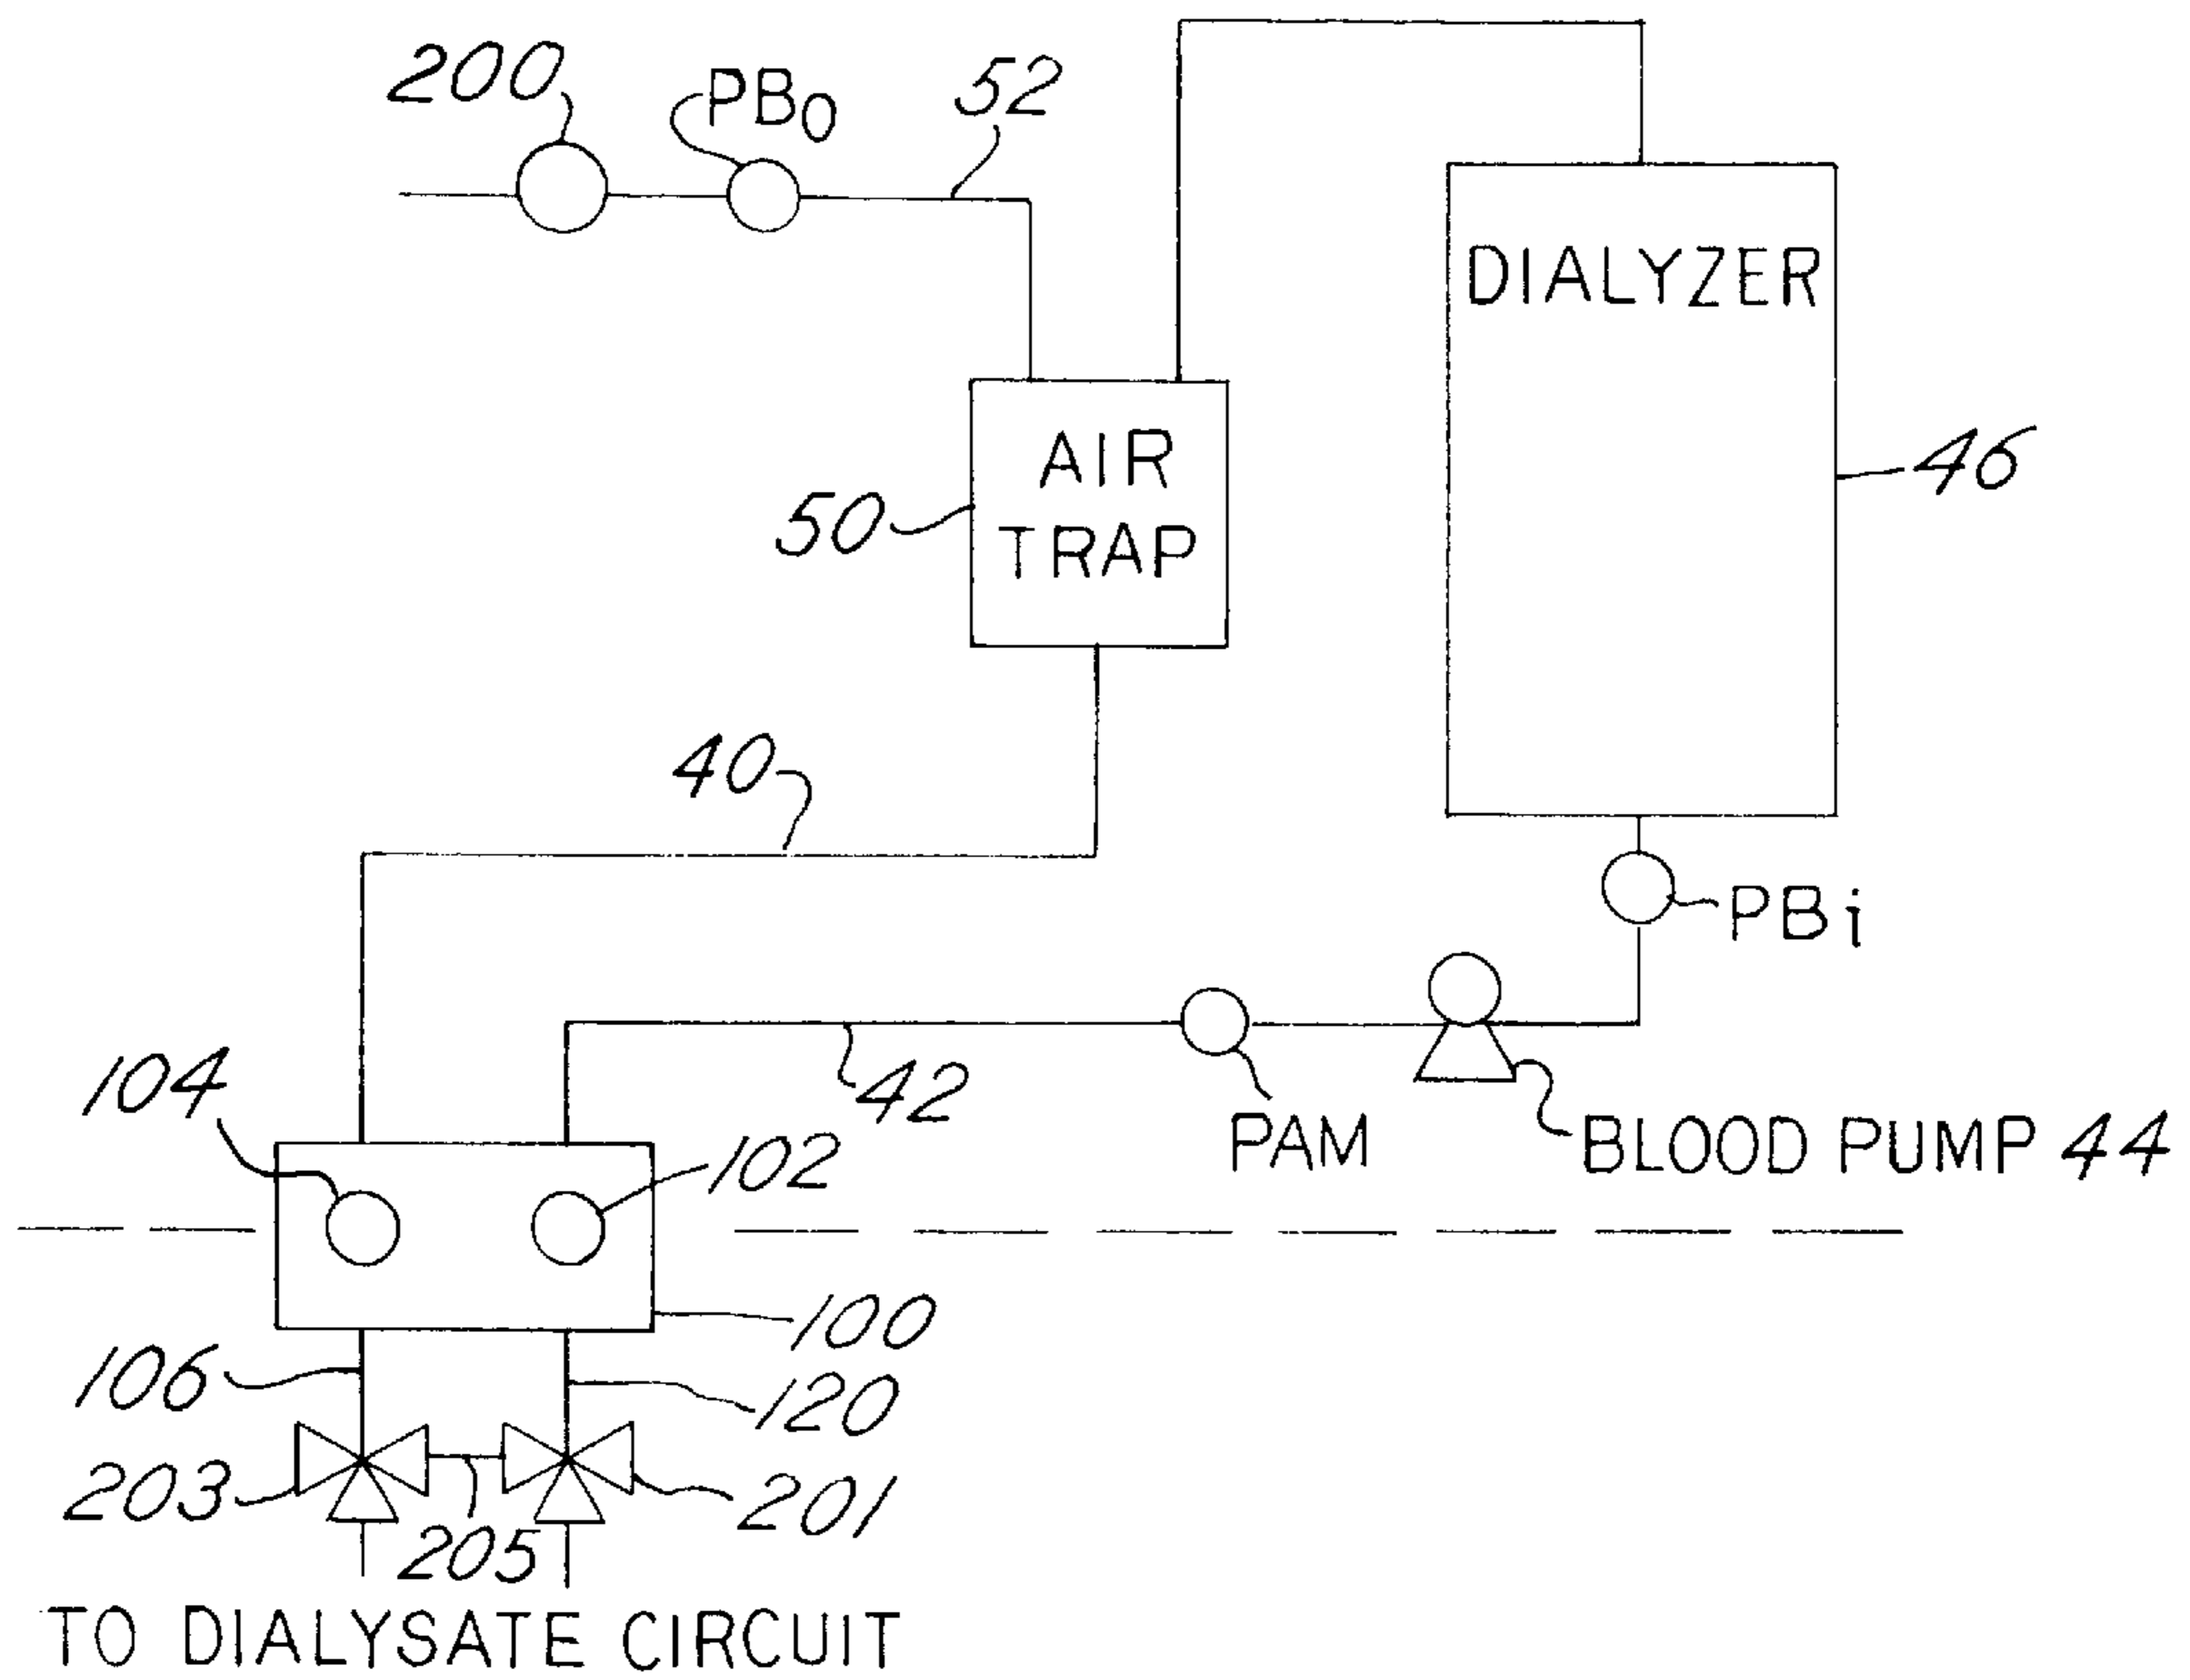 200
PBo
52
DIALYZER
46
AIR
TRAP
50
40
PBi
42
PAM
BLOOD PUMP 44
104
102
100
106
120
203
205
201
TO DIALYSATE CIRCUIT